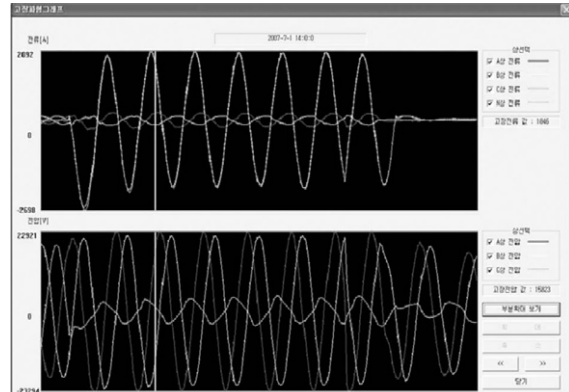 고장파형그래프
전류[A]
2007-7-1 14:0:0
2892
0
-2598
상선택
A상 전류
B상 전류
C상 전류
N상 전류
고장전류 값 : 1846
전압[V]
22921
0
-23294
상선택
A상 전압
B상 전압
C상 전압
고장전압 값 : 15823
부분확대 보기
<< >>
닫기